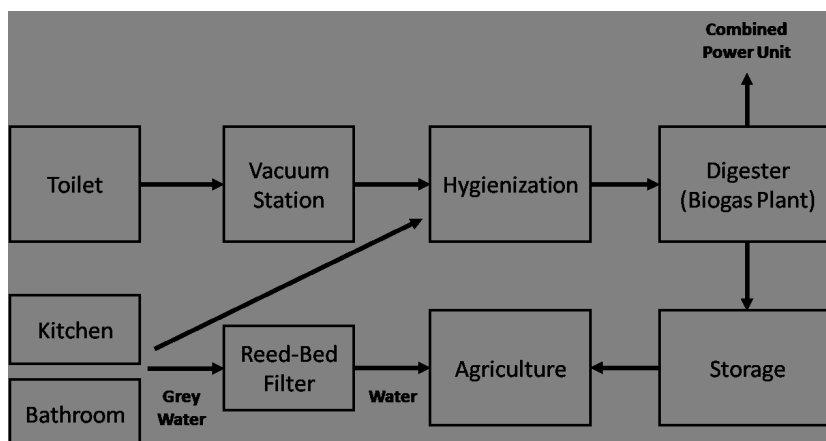 Combined
Power Unit
Toilet
Vacuum
Station
Hygienization
Digester
(Biogas Plant)
Kitchen
Bathroom
Grey
Water
Reed-Bed
Filter
Water
Agriculture
Storage